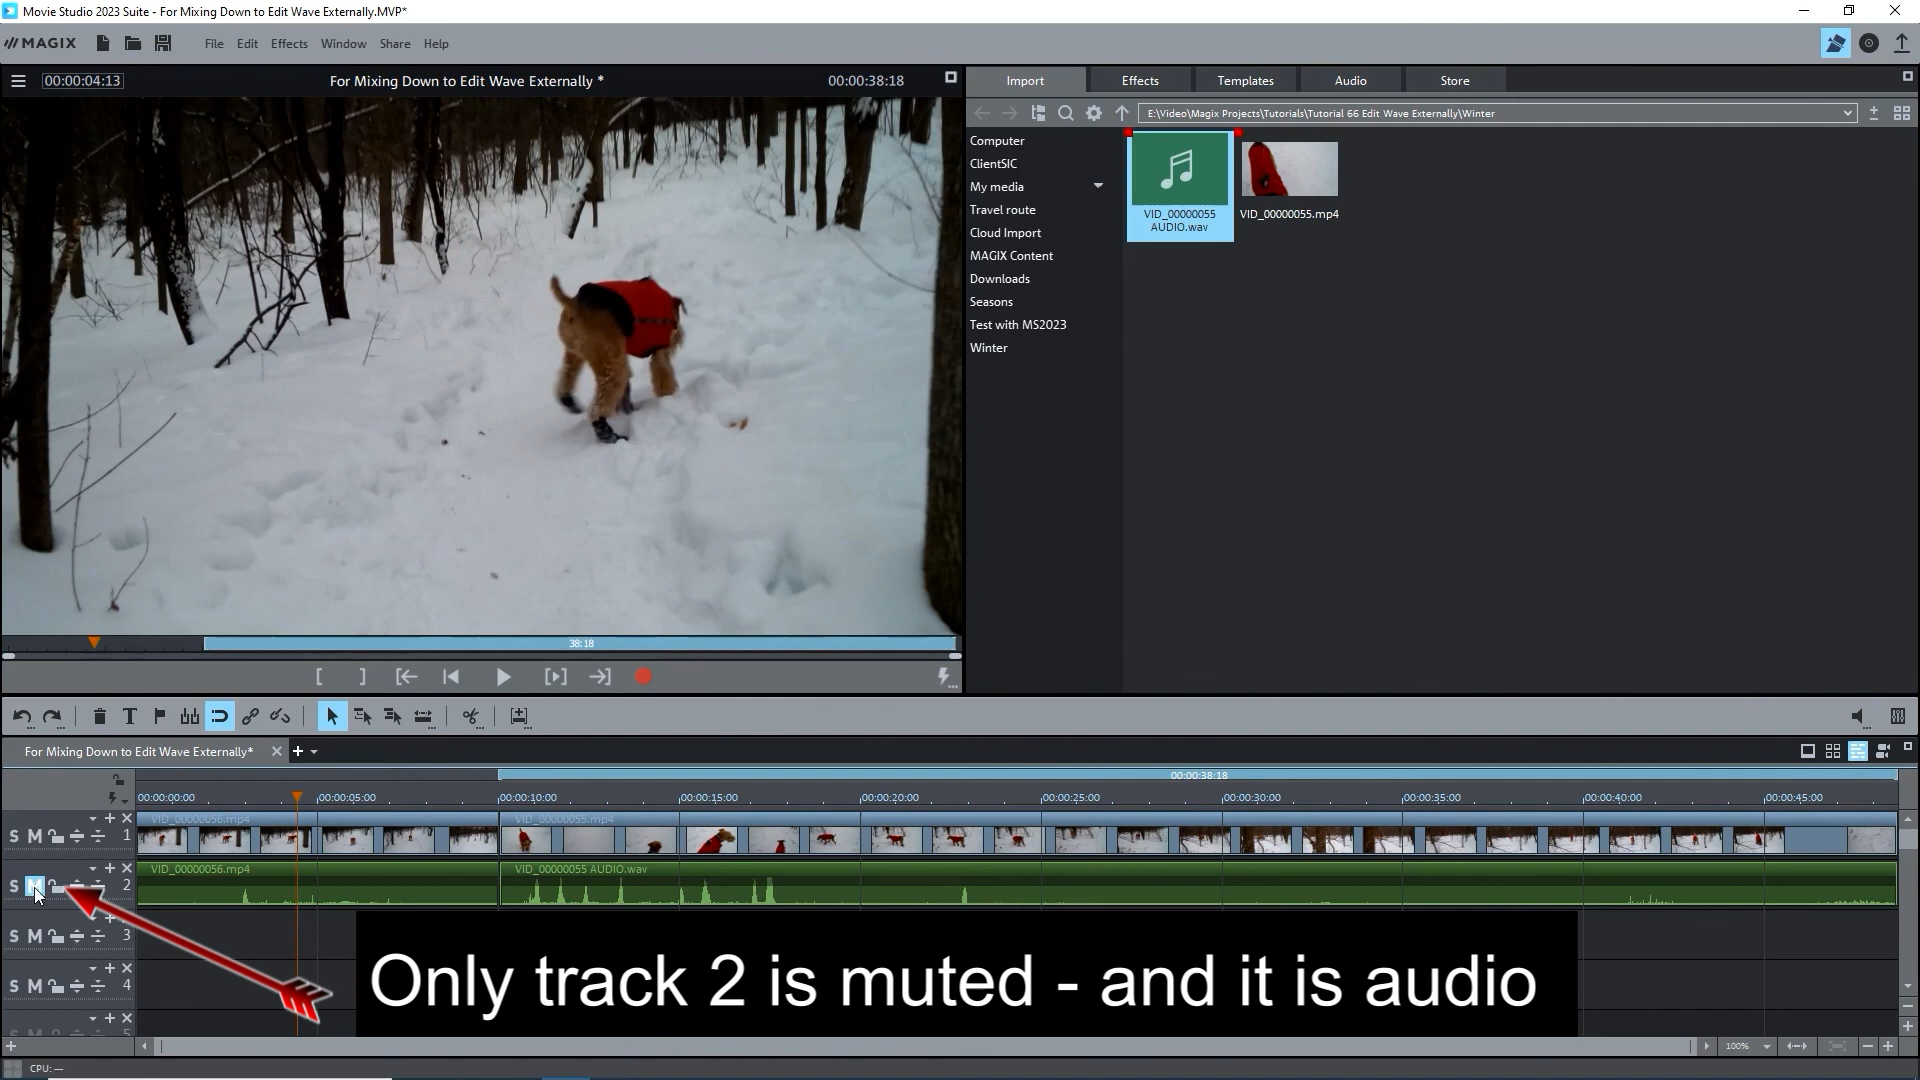 Movie Studio 2023 Suite - For Mixing Down to Edit Wave Externally.MVP*
MAGIX File Edit Effects Window Share Help
00:00:04:13 For Mixing Down to Edit Wave Externally * 00:00:38:18
Import Effects Templates Audio Store
E:\Video\Magix Projects\Tutorials\Tutorial 66 Edit Wave Externally\Winter
Computer
ClientSIC
My media
Travel route
Cloud Import
MAGIX Content
Downloads
Seasons
Test with MS2023
Winter
VID_00000055
AUDIO.wav
VID_00000055.mp4
38:18
For Mixing Down to Edit Wave Externally*
00:00:38:18
00:00:00:00 00:00:05:00 00:00:10:00 00:00:15:00 00:00:20:00 00:00:25:00 00:00:30:00 00:00:35:00 00:00:40:00 00:00:45:00
VID_00000056.mp4 VID_00000055.mp4
S M 1
VID_00000056.mp4 VID_00000055 AUDIO.wav
S M 2
S M 3
S M 4
Only track 2 is muted - and it is audio
100%
CPU: —